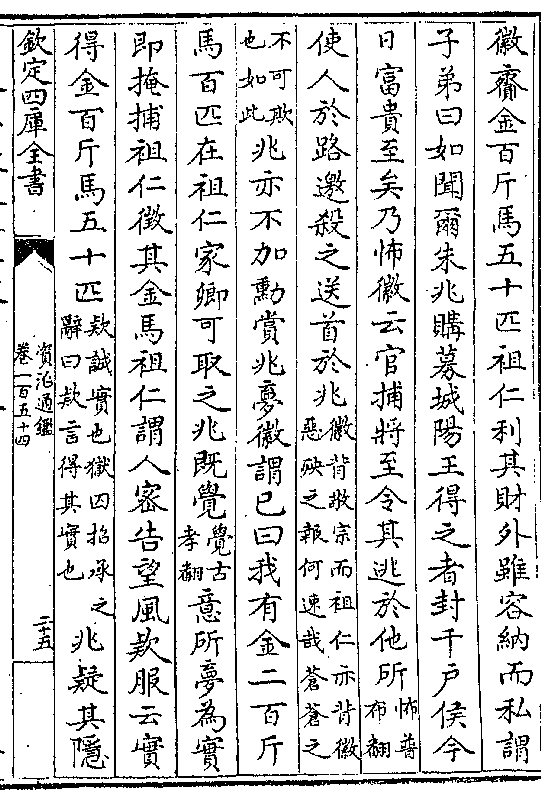 徽齎金百斤馬五十匹祖仁利其財外雖容納而私謂
子弟曰如聞爾朱兆購募城陽王得之者封千户侯今
日富貴至矣乃怖徽云官捕將至令其逃於他所怖普布翻
使人於路邀殺之送首於兆徽背敬宗而祖仁亦背徽惡殃之報何速哉蒼蒼之
不可欺也如此兆亦不加勳賞兆夢徽謂已曰我有金二百斤
馬百匹在祖仁家卿可取之兆既覺覺古孝翻意所夢為實
即掩捕祖仁徵其金馬祖仁謂人宻告望風款服云實
得金百斤馬五十匹款誠實也獄囚招承之辭曰款言得其實也兆疑其隱
欽定四庫全書
資治通鑑
卷一百五十四
二十五